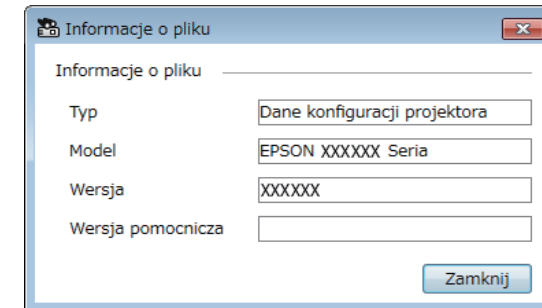 Informacje o pliku
Informacje o pliku
Typ Dane konfiguracji projektora
Model EPSON XXXXXX Seria
Wersja XXXXXX
Wersja pomocnicza
Zamknij